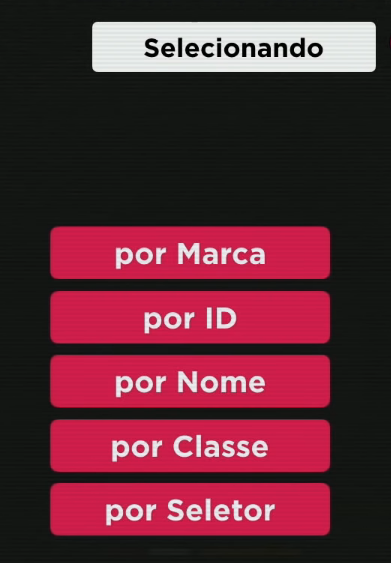 Selecionando
por Marca
por ID
por Nome
por Classe
por Seletor